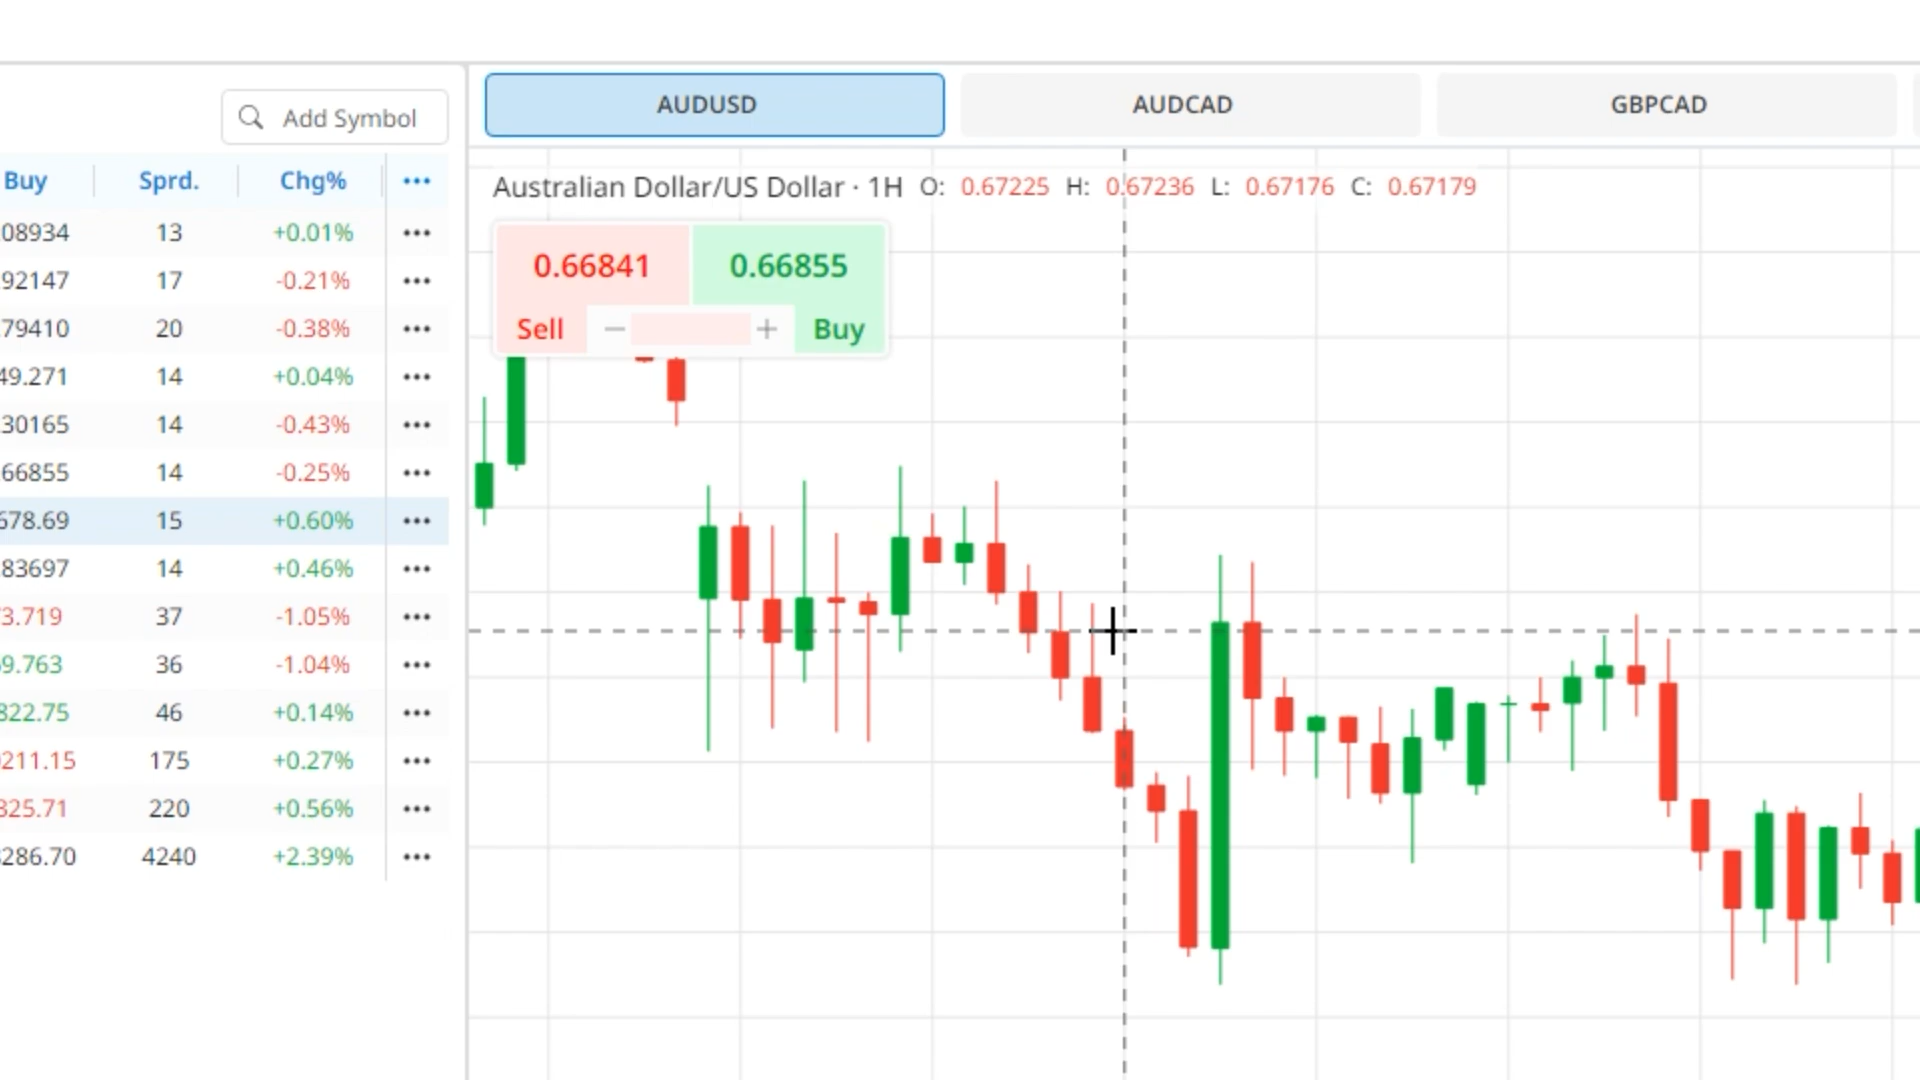 AUDUSD
AUDCAD
GBPCAD
Add Symbol
Buy Sprd. Chg% •••
08934 13 +0.01% •••
92147 17 -0.21% •••
79410 20 -0.38% •••
49.271 14 +0.04% •••
30165 14 -0.43% •••
66855 14 -0.25% •••
678.69 15 +0.60% •••
83697 14 +0.46% •••
3.719 37 -1.05% •••
9.763 36 -1.04% •••
822.75 46 +0.14% •••
211.15 175 +0.27% •••
325.71 220 +0.56% •••
286.70 4240 +2.39% •••
Australian Dollar/US Dollar · 1H O: 0.67225 H: 0.67236 L: 0.67176 C: 0.67179
0.66841 0.66855
Sell − + Buy